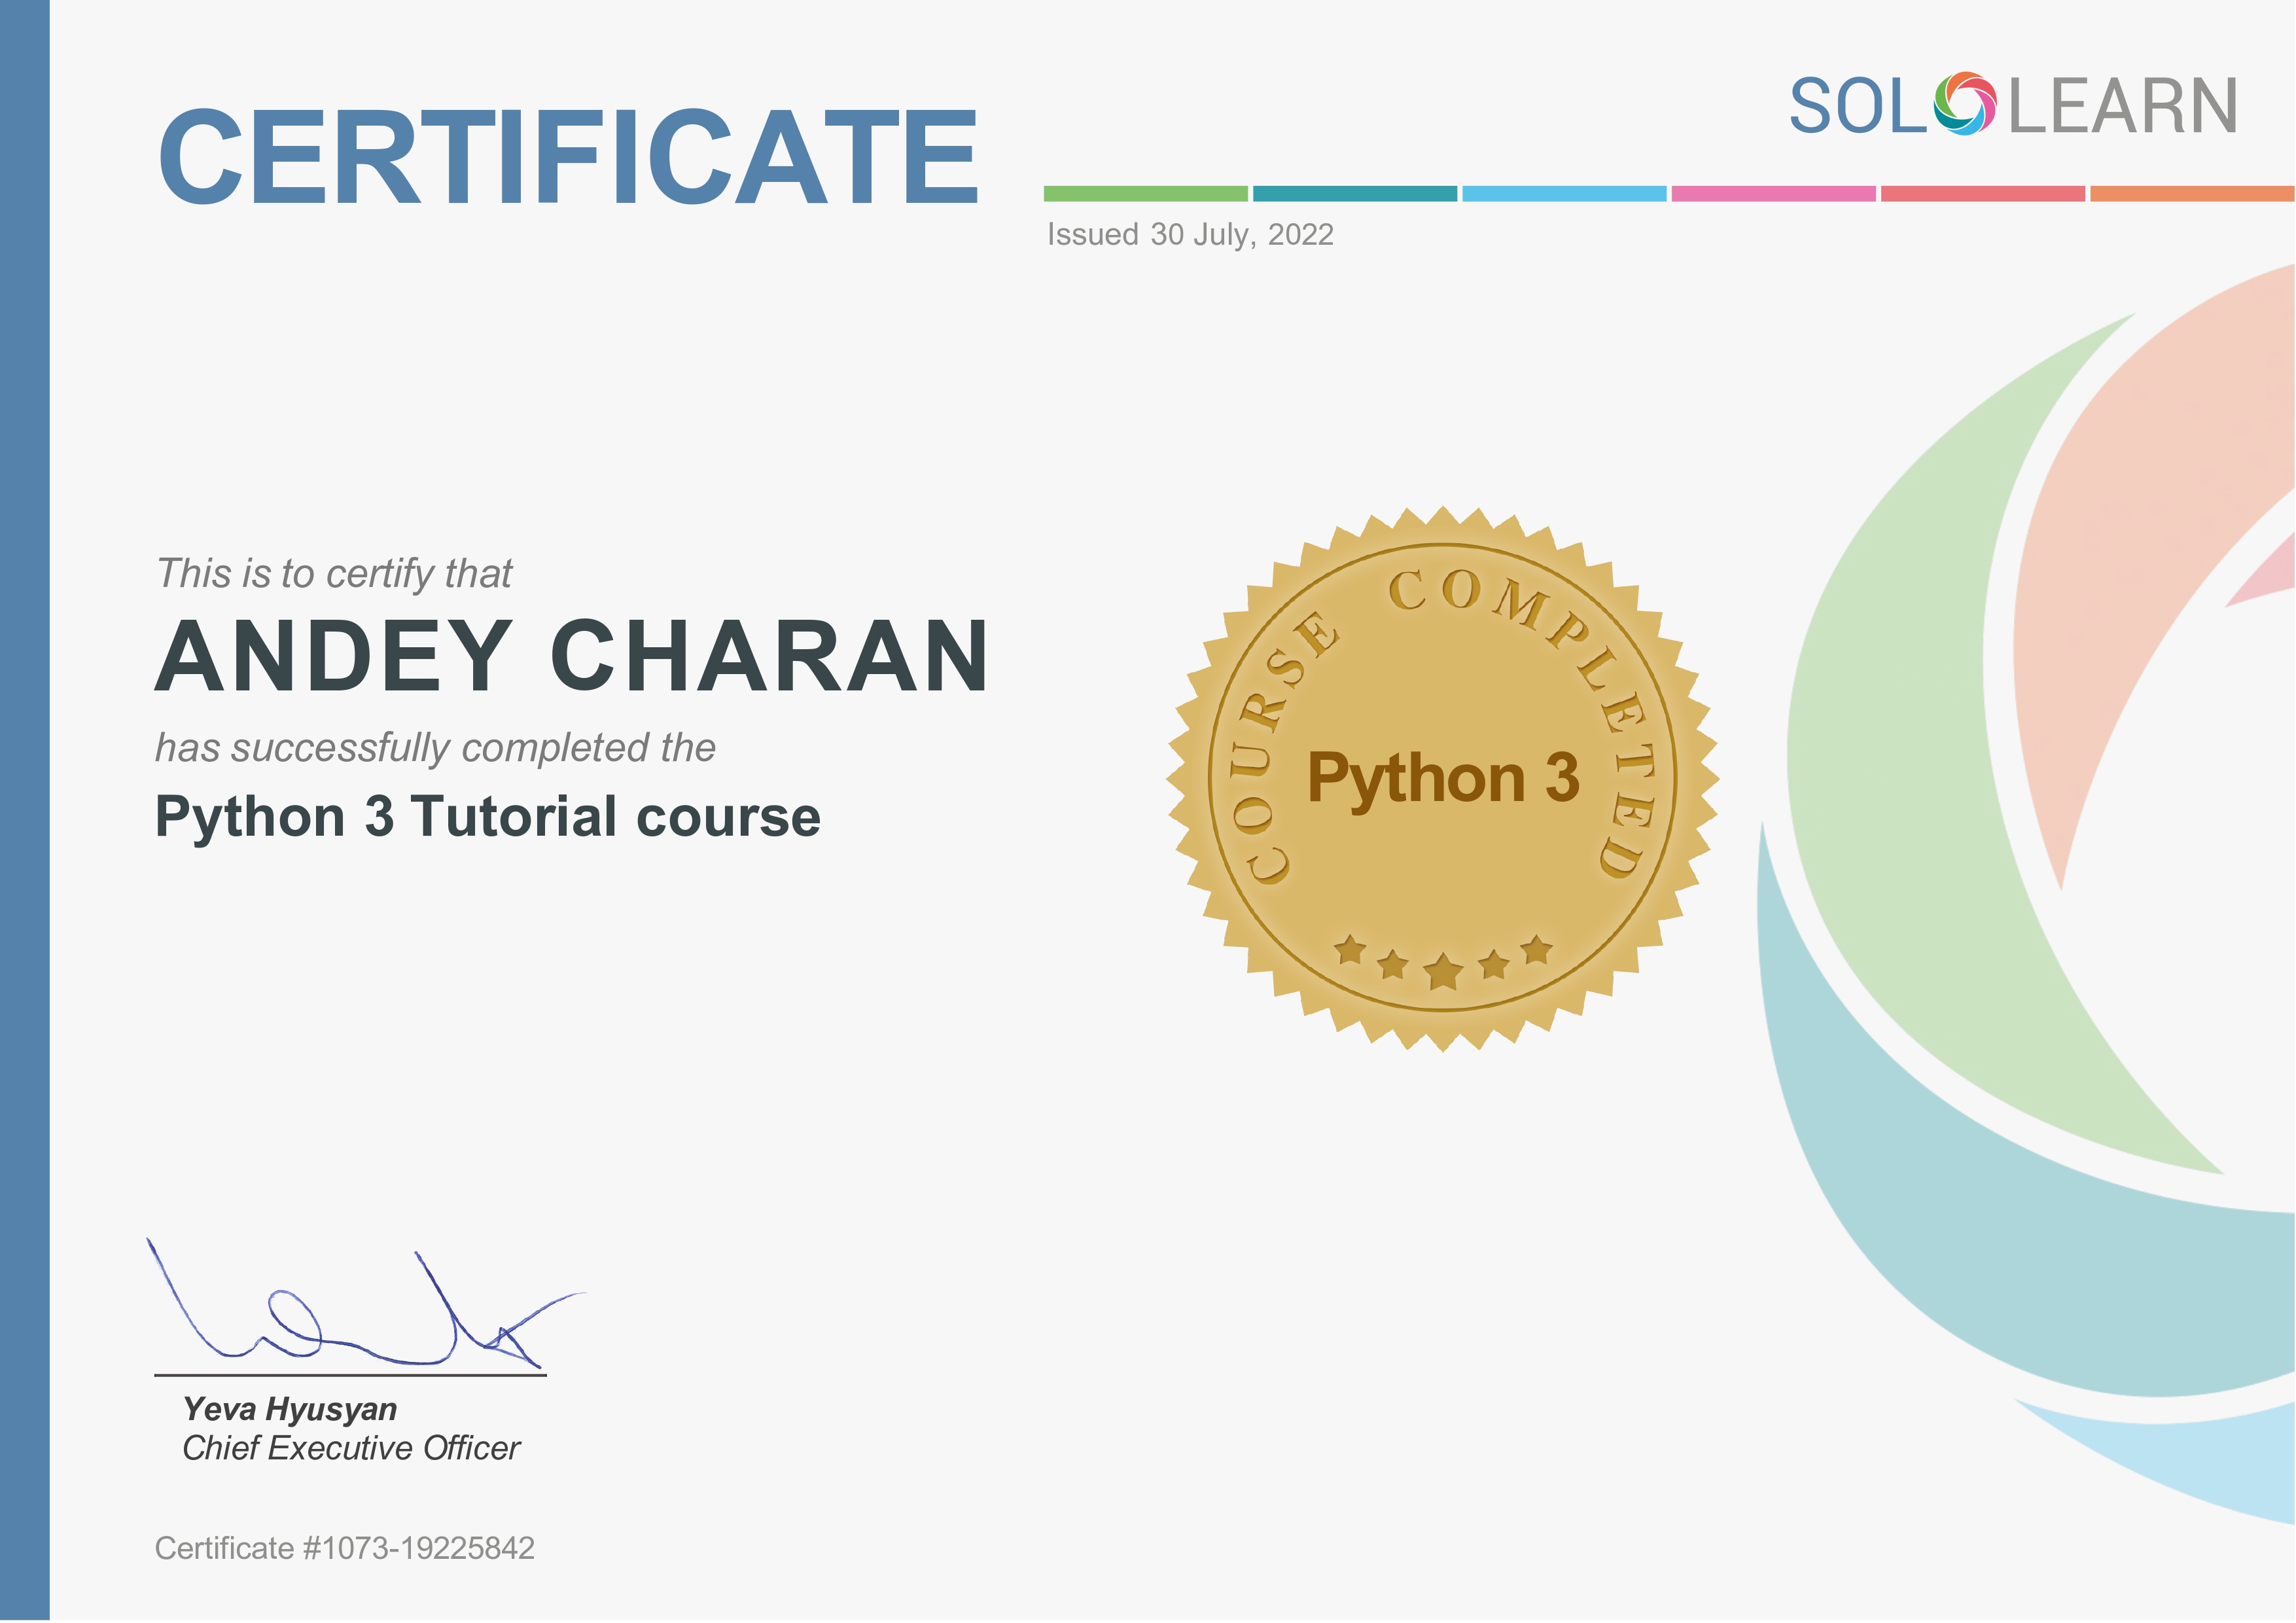 CERTIFICATE
SOLOLEARN
Issued 30 July, 2022
This is to certify that
ANDEY CHARAN
has successfully completed the
Python 3 Tutorial course
COURSE COMPLETED
Python 3
Yeva Hyusyan
Chief Executive Officer
Certificate #1073-19225842